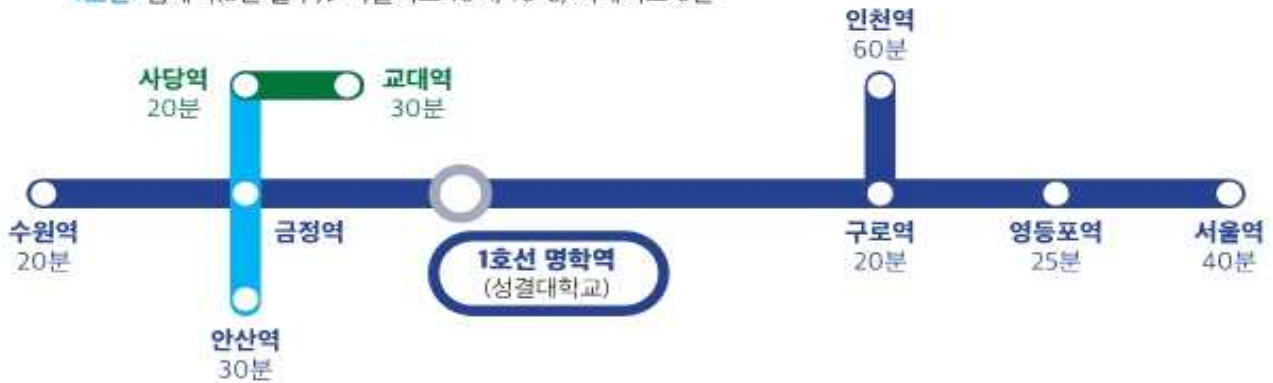 인천역
60분
사당역
20분
교대역
30분
수원역
20분
금정역
1호선 명학역
(성결대학교)
구로역
20분
영등포역
25분
서울역
40분
안산역
30분